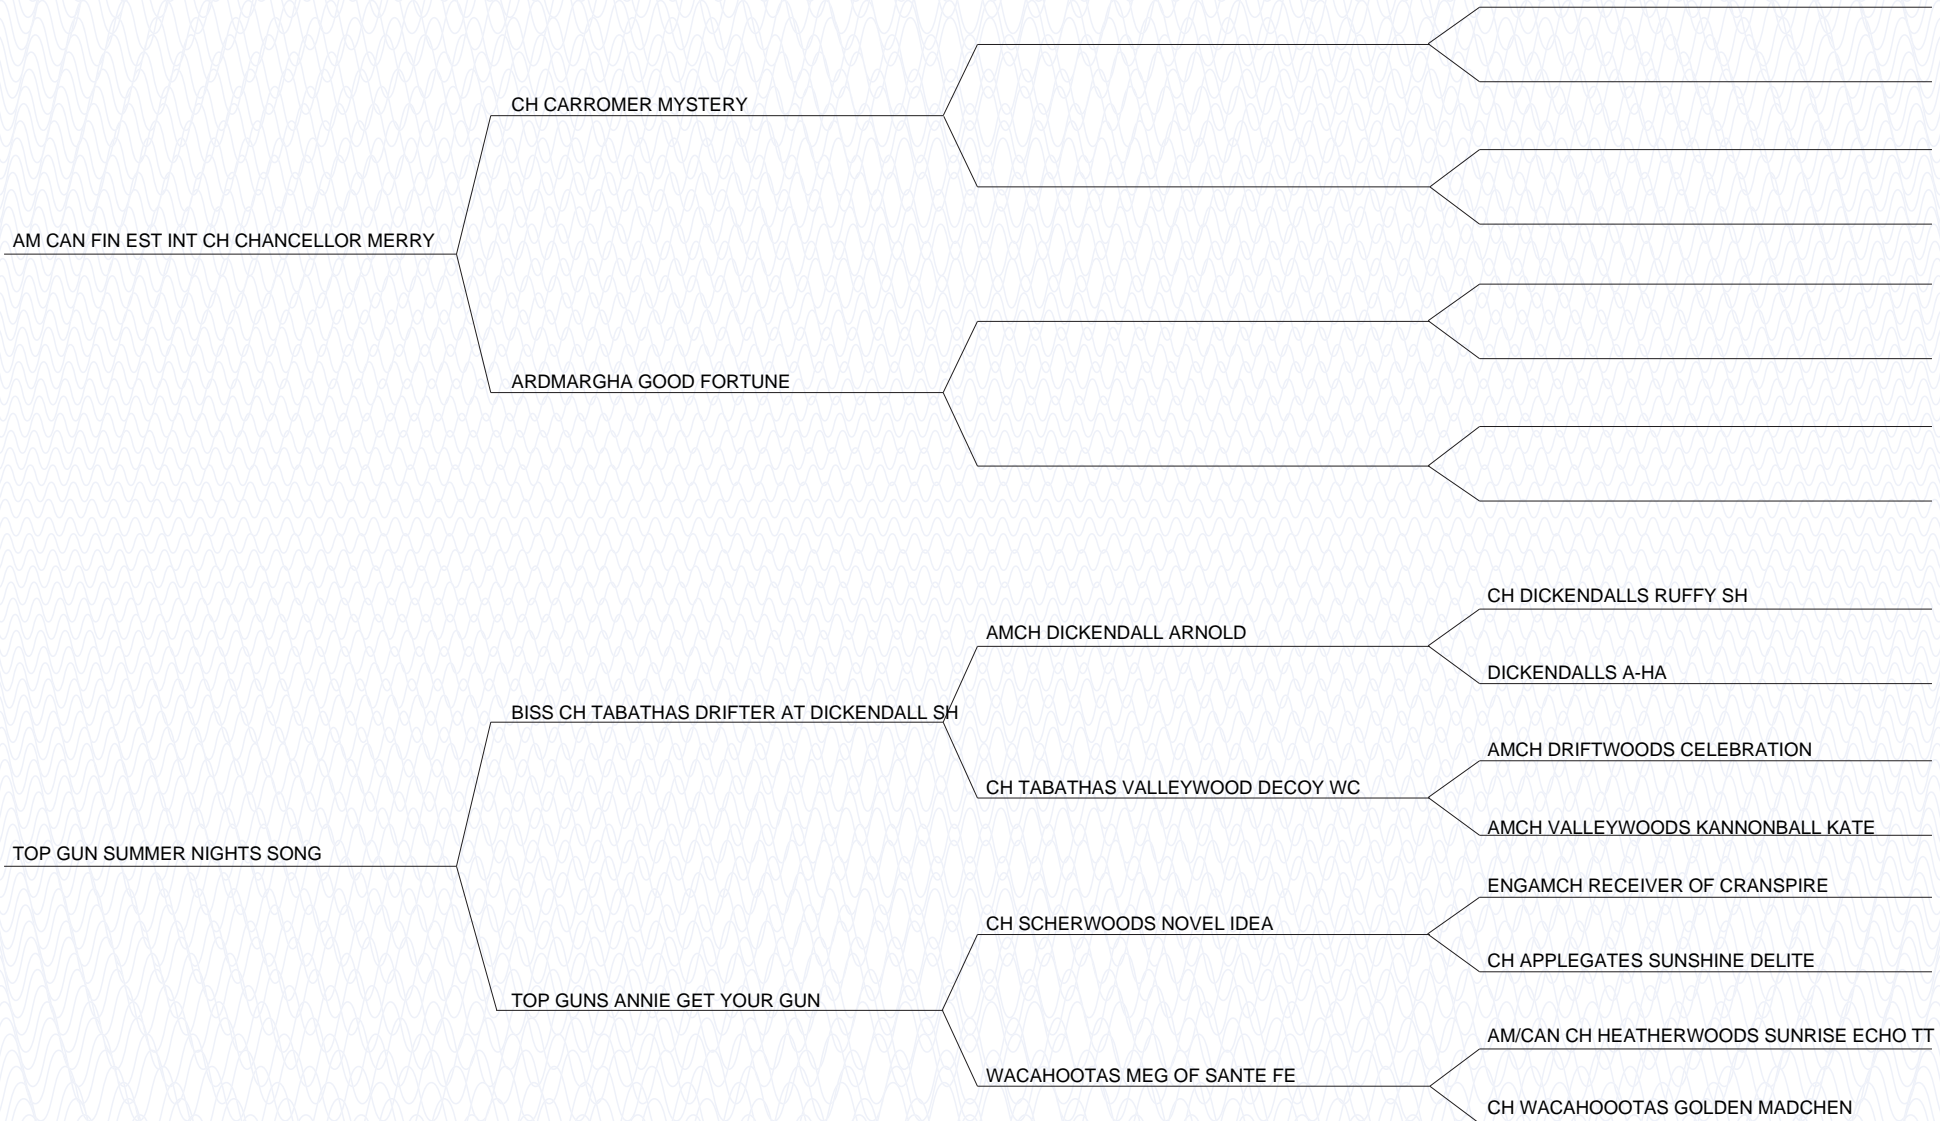 CH CARROMER MYSTERY
AM CAN FIN EST INT CH CHANCELLOR MERRY
ARDMARGHA GOOD FORTUNE
CH DICKENDALLS RUFFY SH
AMCH DICKENDALL ARNOLD
DICKENDALLS A-HA
BISS CH TABATHAS DRIFTER AT DICKENDALL SH
AMCH DRIFTWOODS CELEBRATION
CH TABATHAS VALLEYWOOD DECOY WC
AMCH VALLEYWOODS KANNONBALL KATE
TOP GUN SUMMER NIGHTS SONG
ENGAMCH RECEIVER OF CRANSPIRE
CH SCHERWOODS NOVEL IDEA
CH APPLEGATES SUNSHINE DELITE
TOP GUNS ANNIE GET YOUR GUN
AM/CAN CH HEATHERWOODS SUNRISE ECHO TT
WACAHOOTAS MEG OF SANTE FE
CH WACAHOOOTAS GOLDEN MADCHEN